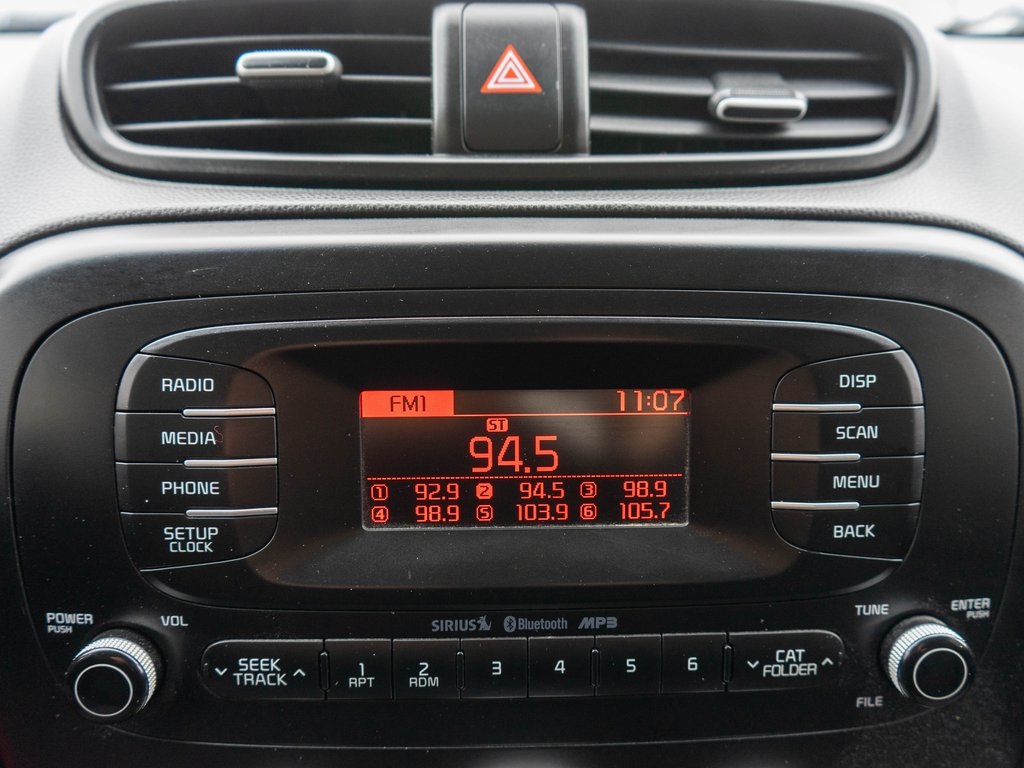 RADIO
MEDIA
PHONE
SETUP
CLOCK
FM1 11:07
ST
94.5
1 92.9 2 94.5 3 98.9
4 98.9 5 103.9 6 105.7
DISP
SCAN
MENU
BACK
POWER
PUSH
VOL
SIRIUS Bluetooth MP3
TUNE
ENTER
PUSH
SEEK
TRACK
1
RPT
2
RDM
3
4
5
6
CAT
FOLDER
FILE